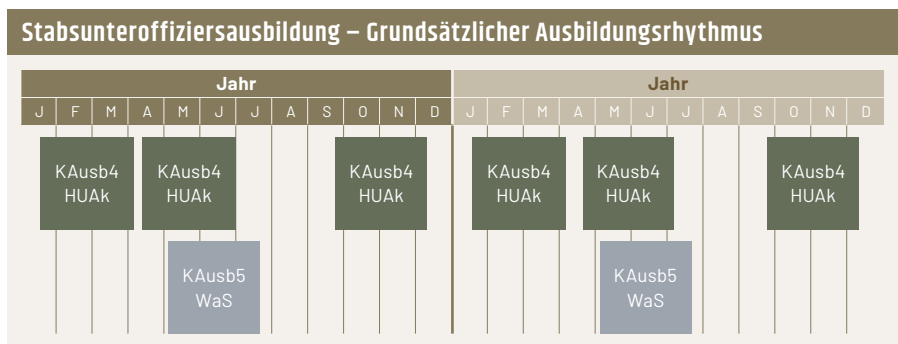 Stabsunteroffiziersausbildung – Grundsätzlicher Ausbildungsrhythmus
Jahr Jahr
J F M A M J J A S O N D J F M A M J J A S O N D
KAusb4 KAusb4 KAusb4 KAusb4 KAusb4 KAusb4
HUAk HUAk HUAk HUAk HUAk HUAk
KAusb5 KAusb5
WaS WaS